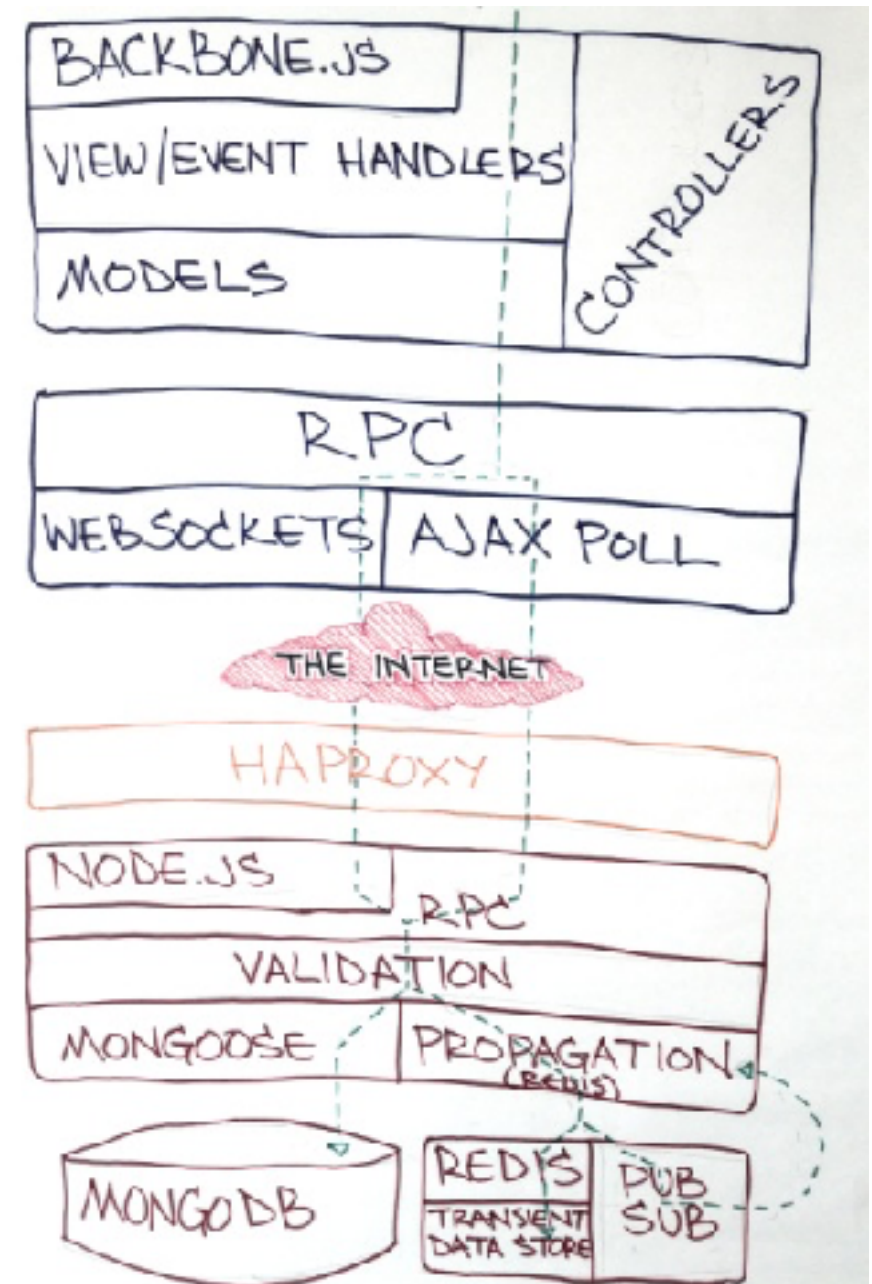 BACKBONE.JS
VIEW/EVENT HANDLERS
MODELS
CONTROLLERS
RPC
WEBSOCKETS
AJAX POLL
THE INTERNET
HAPROXY
NODE.JS
RPC
VALIDATION
MONGOOSE
PROPAGATION
(REDIS)
MONGODB
REDIS
TRANSIENT
DATA STORE
PUB
SUB